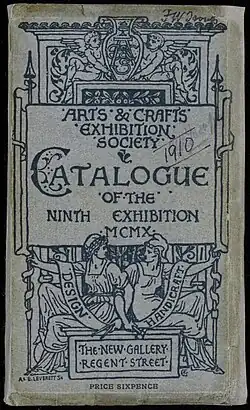 ARTS & CRAFTS
EXHIBITION
SOCIETY
1910
CATALOGUE
OF THE
NINTH EXHIBITION
MCMX
DESIGN
HANDICRAFT
THE NEW GALLERY
REGENT STREET
PRICE SIXPENCE